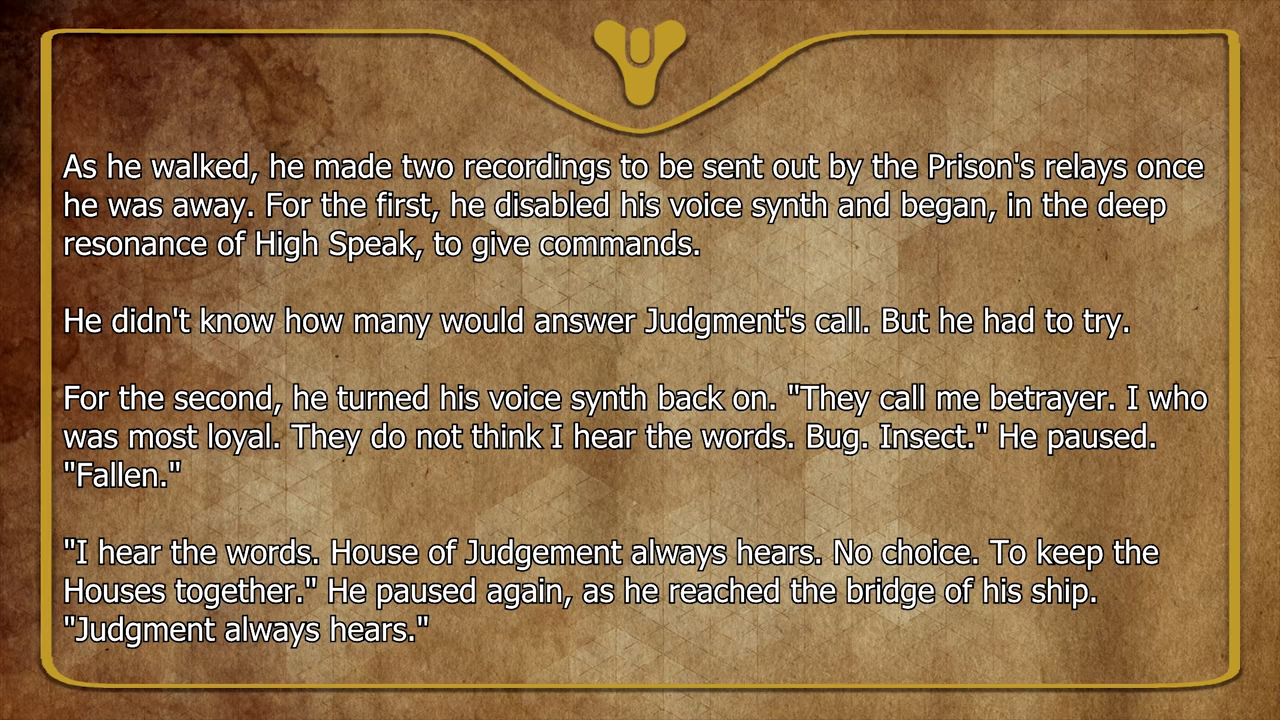 As he walked, he made two recordings to be sent out by the Prison's relays once
he was away. For the first, he disabled his voice synth and began, in the deep
resonance of High Speak, to give commands.
He didn't know how many would answer Judgment's call. But he had to try.
For the second, he turned his voice synth back on. "They call me betrayer. I who
was most loyal. They do not think I hear the words. Bug. Insect." He paused.
"Fallen."
"I hear the words. House of Judgement always hears. No choice. To keep the
Houses together." He paused again, as he reached the bridge of his ship.
"Judgment always hears."